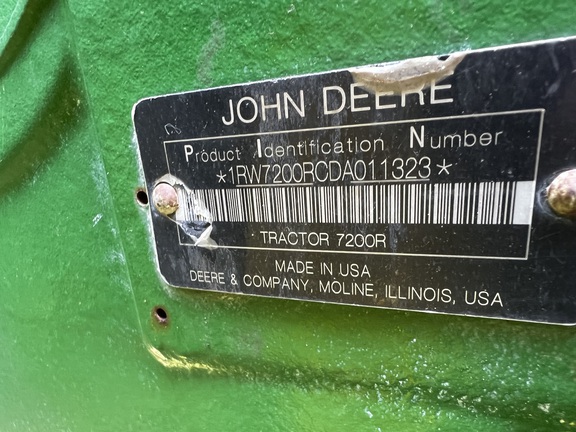 JOHN DEERE
Product Identification Number
*1RW7200RCDA011323*
TRACTOR 7200R
MADE IN USA
DEERE & COMPANY, MOLINE, ILLINOIS, USA